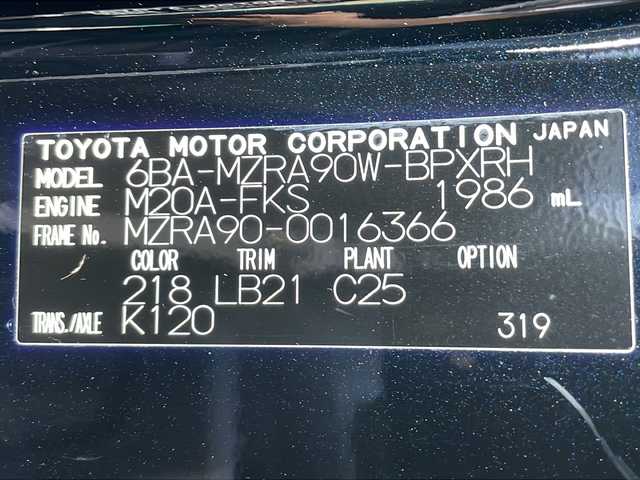 TOYOTA MOTOR CORPORATION JAPAN
MODEL 6BA-MZRA90W-BPXRH
ENGINE M20A-FKS 1986 mL
FRAME No. MZRA90-0016366
COLOR TRIM PLANT OPTION
218 LB21 C25
TRANS./AXLE K120 319